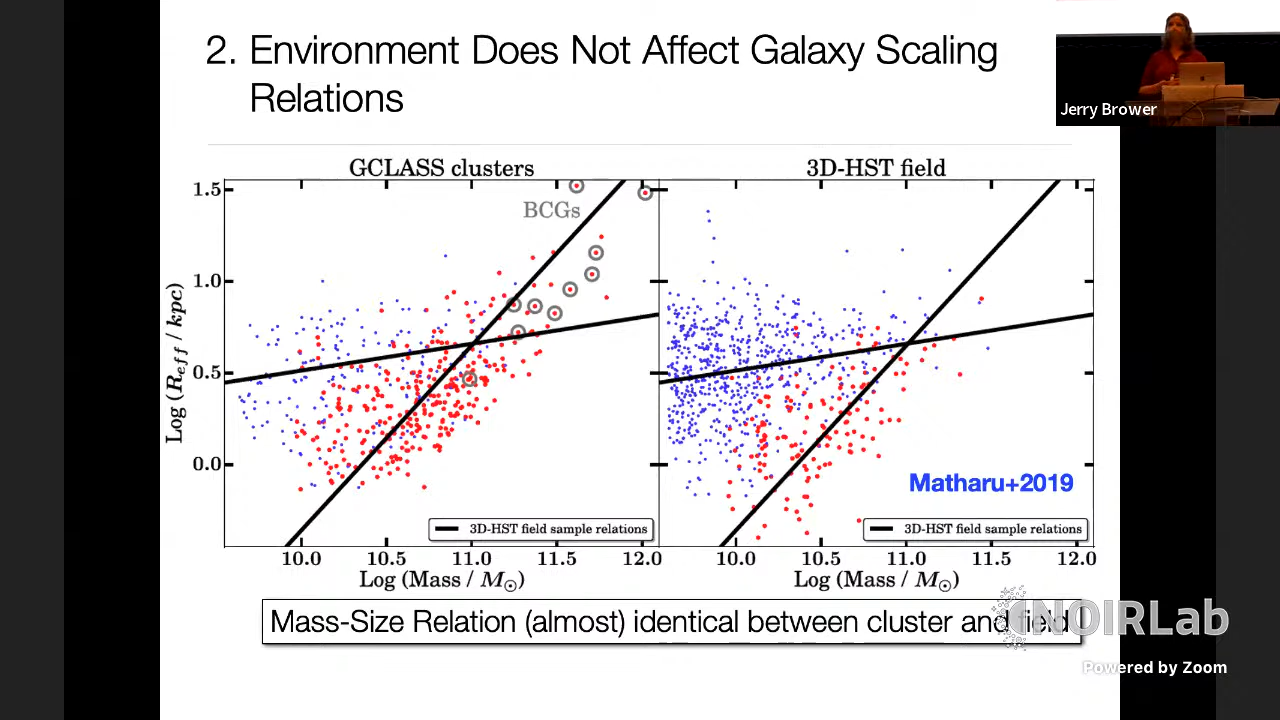 2. Environment Does Not Affect Galaxy Scaling
Relations
Jerry Brower
GCLASS clusters
3D-HST field
BCGs
Log (R_eff / kpc)
1.5
1.0
0.5
0.0
Matharu+2019
3D-HST field sample relations
3D-HST field sample relations
10.0 10.5 11.0 11.5 12.0
10.0 10.5 11.0 11.5 12.0
Log (Mass / M⊙)
Log (Mass / M⊙)
Mass-Size Relation (almost) identical between cluster and field
NOIRLab
Powered by Zoom